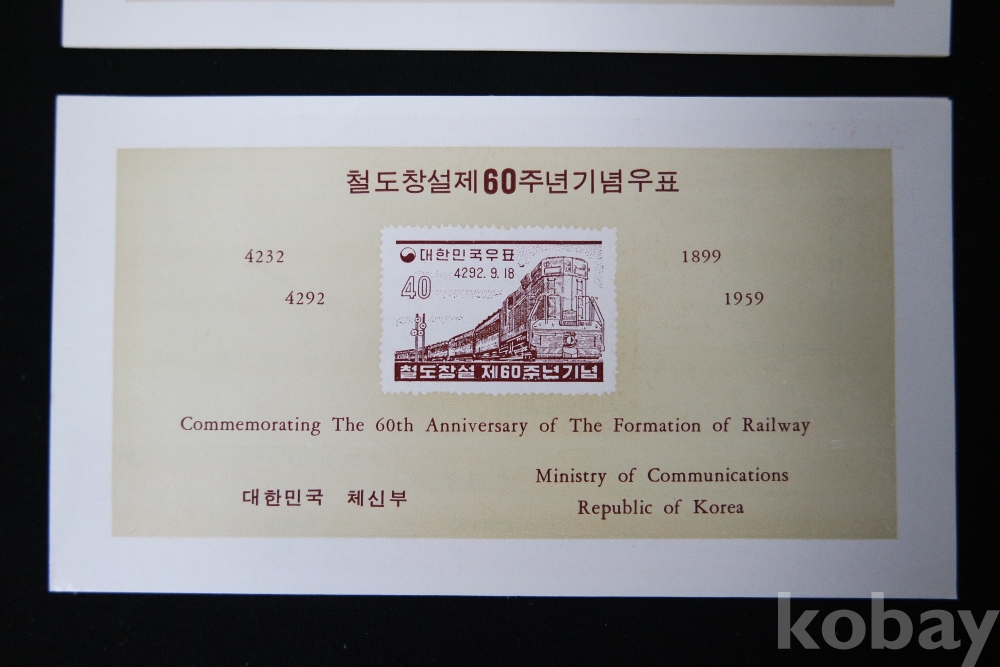 철도창설제60주년기념우표
4232
4292
대한민국우표
4292. 9. 18
40
철도창설 제60주년기념
1899
1959
Commemorating The 60th Anniversary of The Formation of Railway
대한민국 체신부
Ministry of Communications
Republic of Korea
kobay